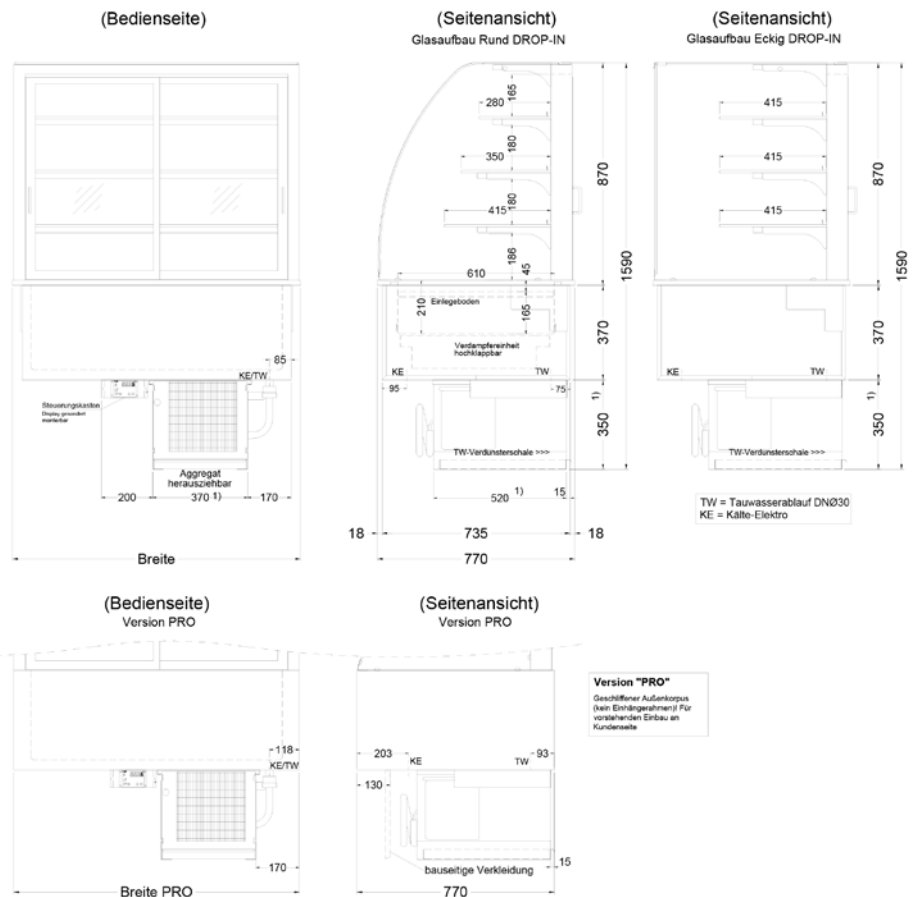 (Bedienseite)
(Seitenansicht)
Glasaufbau Rund DROP-IN
(Seitenansicht)
Glasaufbau Eckig DROP-IN
165
280
180
350
180
415
186
45
610
210
165
Einlegeboden
Verdampfereinheit
hochklappbar
KE
TW
95
75
1)
TW-Verdünsterschale >>>
520
1)
15
18
735
18
770
870
370
350
1590
415
415
415
KE
TW
1)
TW-Verdünsterschale >>>
870
370
350
1590
85
KE/TW
Steuerungskasten
Display gesondert
montierbar
Aggregat
herausziehbar
200
370 1)
170
Breite
TW = Tauwasserablauf DNØ30
KE = Kälte-Elektro
(Bedienseite)
Version PRO
118
KE/TW
170
Breite PRO
(Seitenansicht)
Version PRO
203
KE
TW
93
130
15
bauseitige Verkleidung
770
Version "PRO"
Geschliffener Außenkorpus
(kein Einhängerahmen)! Für
vorstehenden Einbau an
Kundenseite